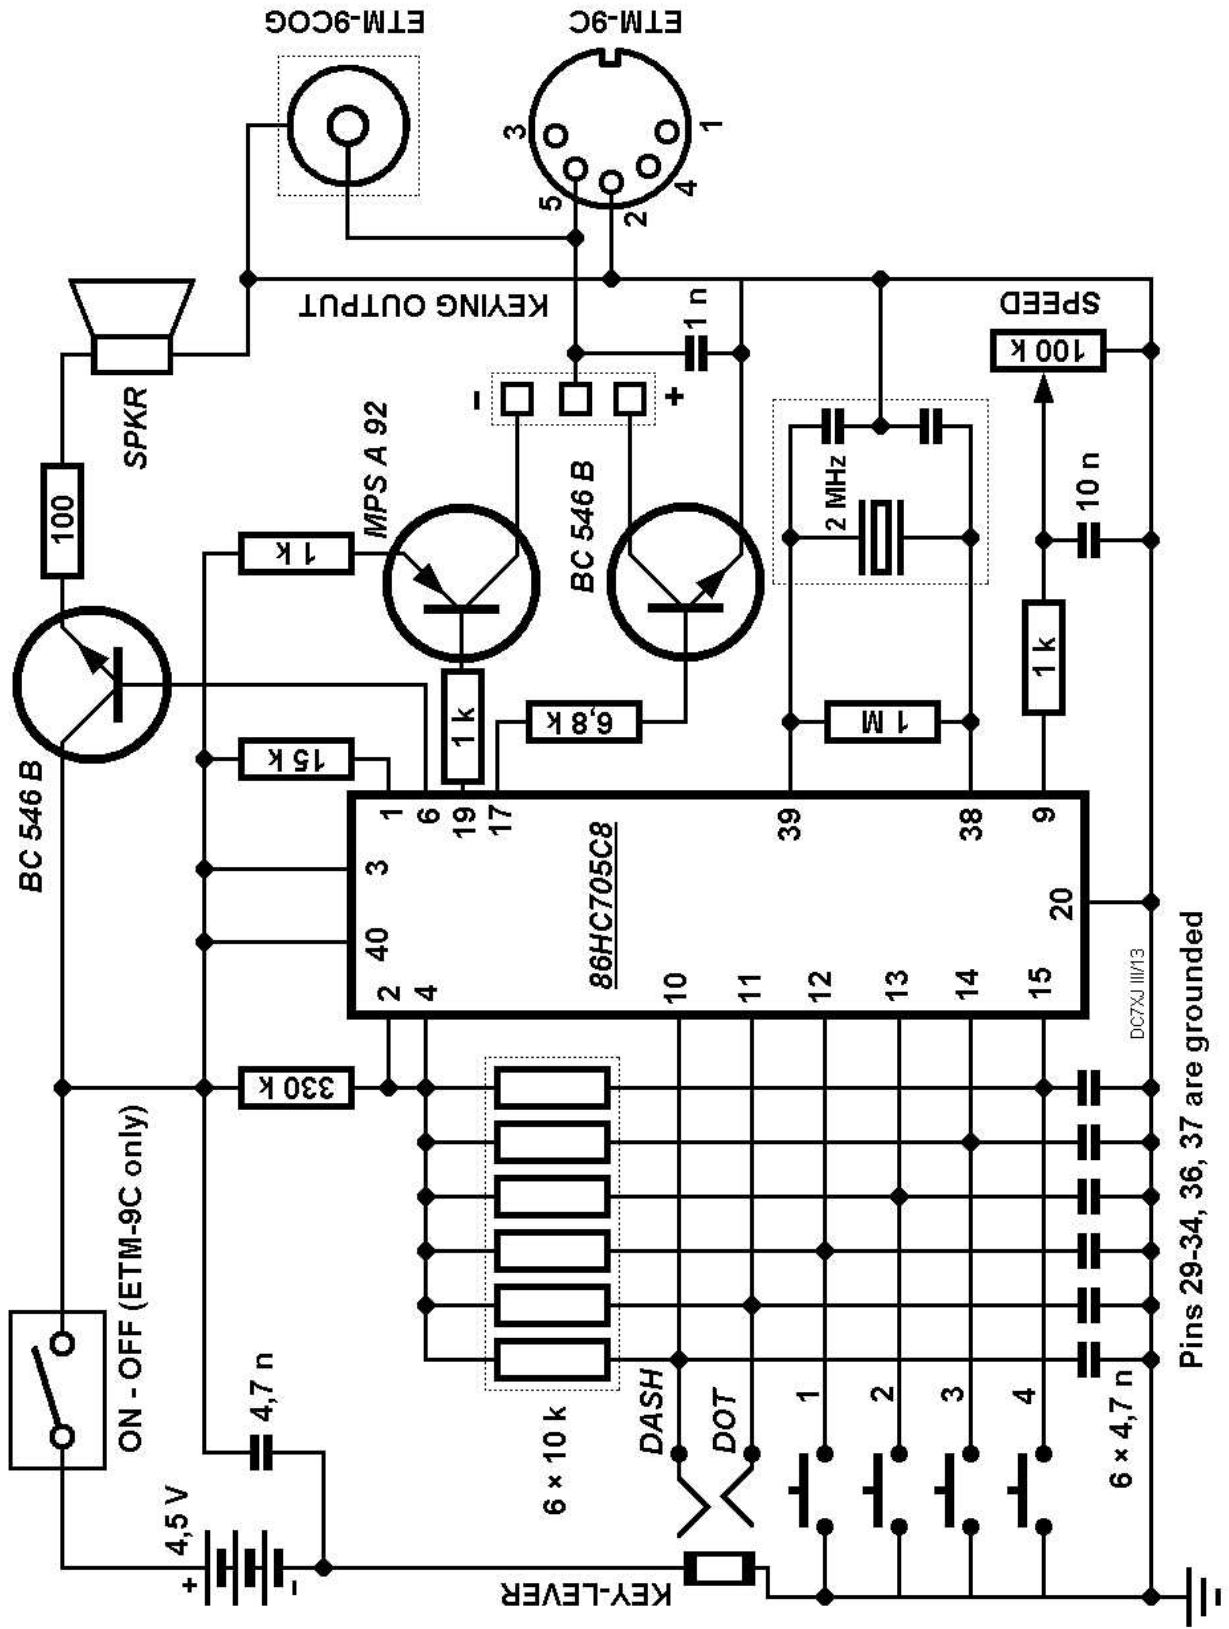 ETM-9COG
ETM-9C
3
1
5
2
4
KEYING OUTPUT
SPKR
100
BC 546 B
1 k
MPS A 92
-
+
1 n
BC 546 B
15 k
1 k
6,8 k
2 MHz
1 M
SPEED
100 k
10 n
1 k
1
6
19
17
39
38
9
3
40
20
86HC705C8
2
4
10
11
12
13
14
15
330 k
ON - OFF (ETM-9C only)
4,7 n
4,5 V
+
-
6 × 10 k
DASH
DOT
1
2
3
4
6 × 4,7 n
KEY-LEVER
DC7XJ III/13
Pins 29-34, 36, 37 are grounded